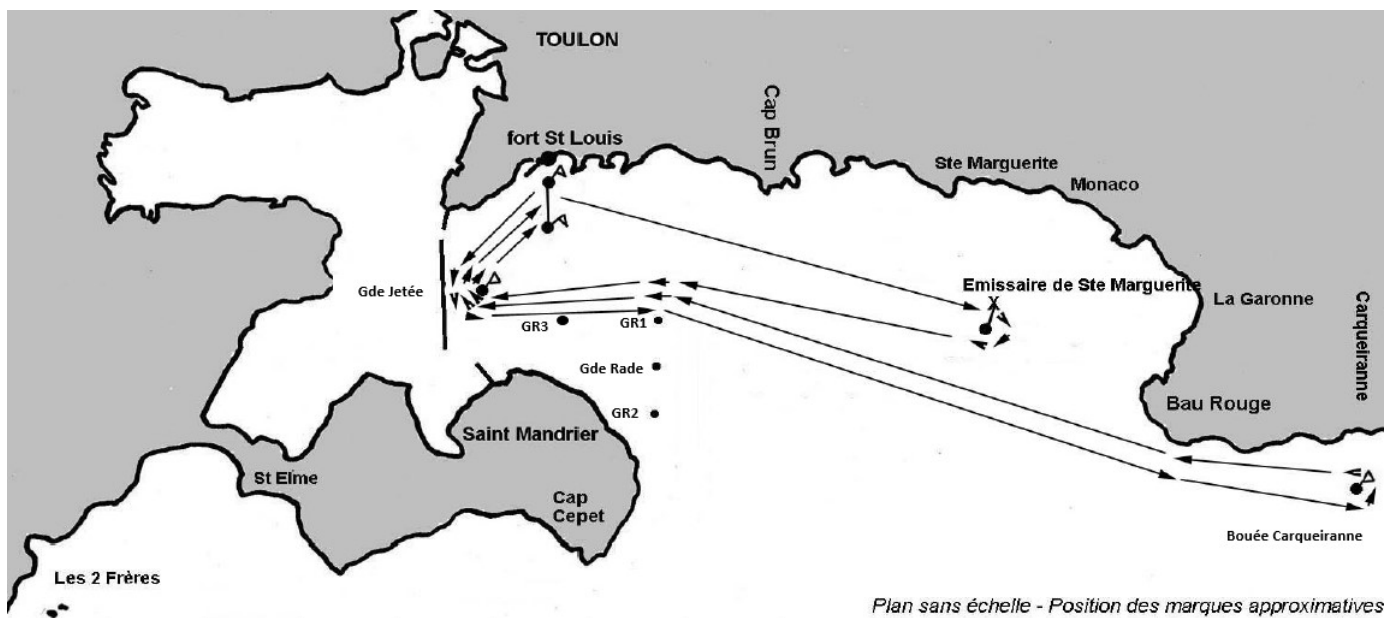 TOULON
fort St Louis
Cap Brun
Ste Marguerite
Monaco
Gde Jetée
Emissaire de Ste Marguerite
X
La Garonne
Carqueiranne
GR3
GR1
Gde Rade
GR2
Bau Rouge
Saint Mandrier
St Elme
Cap
Cepet
Bouée Carqueiranne
Les 2 Frères
Plan sans échelle - Position des marques approximatives